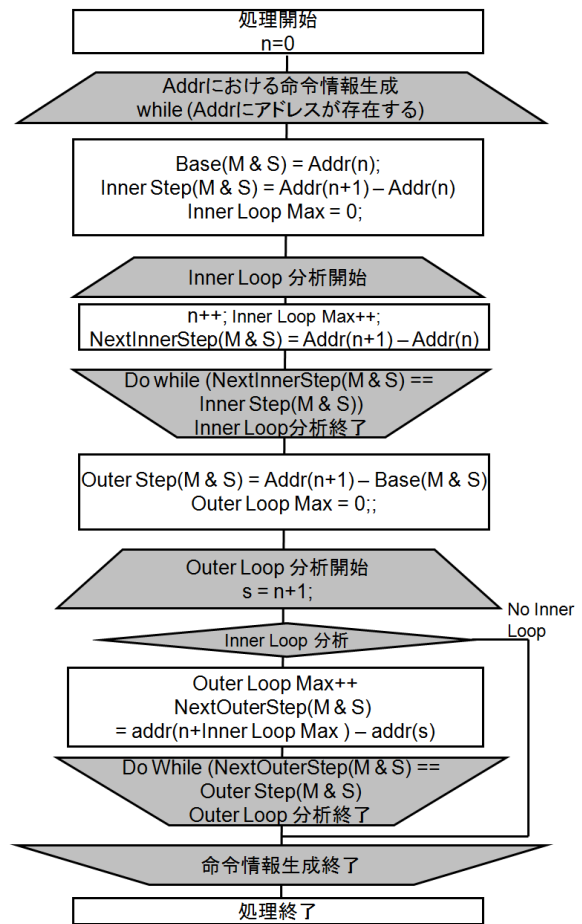 処理開始
n=0
Addrにおける命令情報生成
while (Addrにアドレスが存在する)
Base(M & S) = Addr(n);
Inner Step(M & S) = Addr(n+1) – Addr(n)
Inner Loop Max = 0;
Inner Loop 分析開始
n++; Inner Loop Max++;
NextInnerStep(M & S) = Addr(n+1) – Addr(n)
Do while (NextInnerStep(M & S) ==
Inner Step(M & S))
Inner Loop分析終了
Outer Step(M & S) = Addr(n+1) – Base(M & S)
Outer Loop Max = 0;;
Outer Loop 分析開始
s = n+1;
No Inner
Loop
Inner Loop 分析
Outer Loop Max++
NextOuterStep(M & S)
= addr(n+Inner Loop Max ) – addr(s)
Do While (NextOuterStep(M & S) ==
Outer Step(M & S)
Outer Loop 分析終了
命令情報生成終了
処理終了